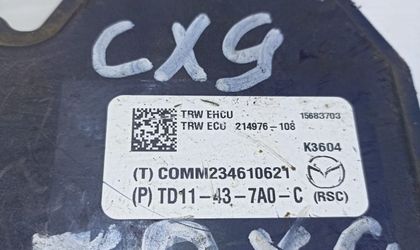 CX9
TRW EHCU 15683703
TRW ECU 214976-108
K3604
(T) COMM234610621
(P) TD11-43-7A0-C (RSC)